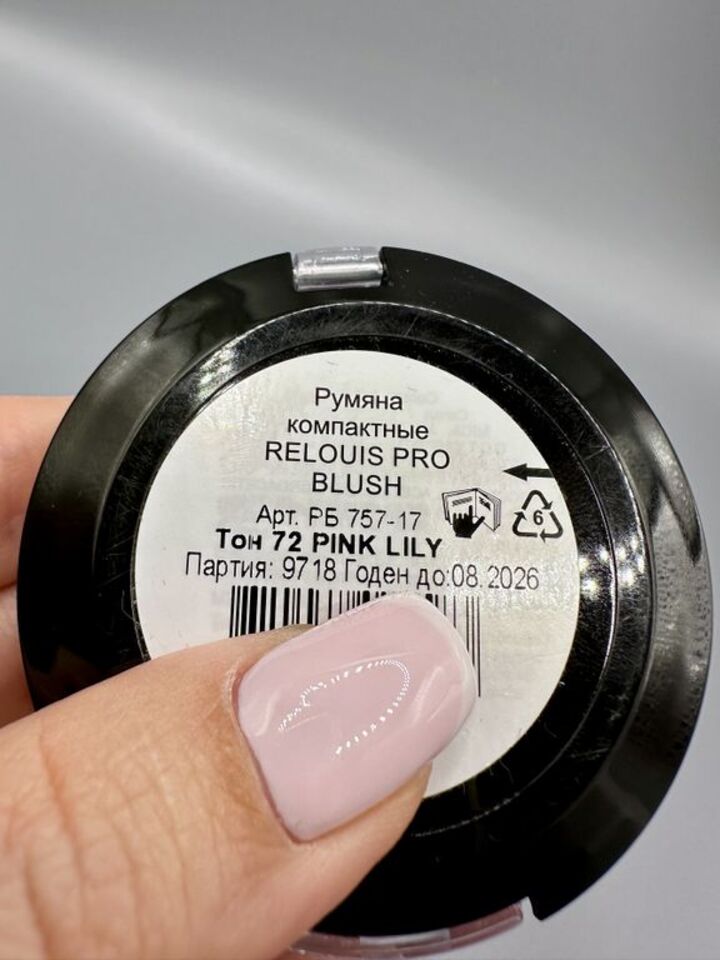 Румяна
компактные
RELOUIS PRO
BLUSH
Арт. РБ 757-17
Тон 72 PINK LILY
Партия: 9718 Годен до:08.2026
6